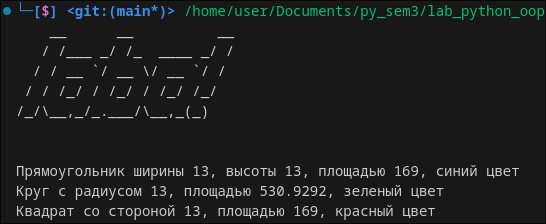 └─[$] <git:(main*)> /home/user/Documents/py_sem3/lab_python_oop
Прямоугольник ширины 13, высоты 13, площадью 169, синий цвет
Круг с радиусом 13, площадью 530.9292, зеленый цвет
Квадрат со стороной 13, площадью 169, красный цвет